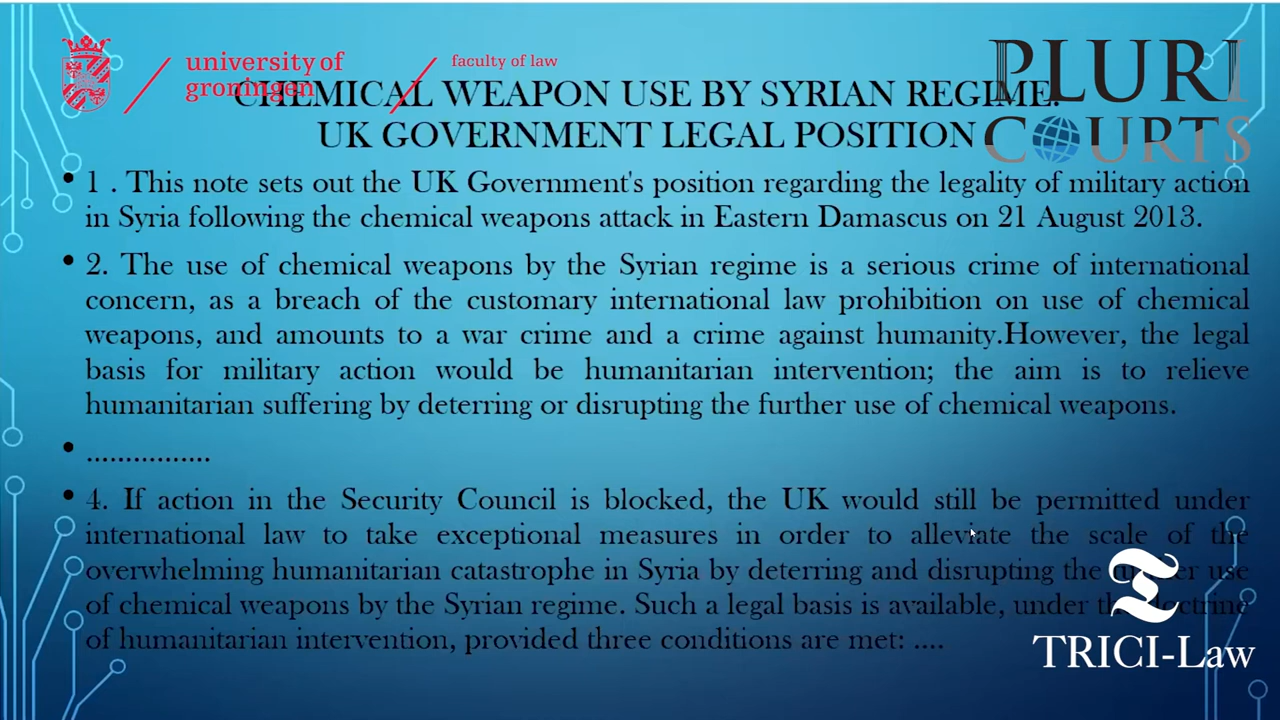 university of
groningen
faculty of law
PLURI
COURTS
CHEMICAL WEAPON USE BY SYRIAN REGIME:
UK GOVERNMENT LEGAL POSITION
• 1 . This note sets out the UK Government's position regarding the legality of military action
in Syria following the chemical weapons attack in Eastern Damascus on 21 August 2013.
• 2. The use of chemical weapons by the Syrian regime is a serious crime of international
concern, as a breach of the customary international law prohibition on use of chemical
weapons, and amounts to a war crime and a crime against humanity.However, the legal
basis for military action would be humanitarian intervention; the aim is to relieve
humanitarian suffering by deterring or disrupting the further use of chemical weapons.
• ...............
• 4. If action in the Security Council is blocked, the UK would still be permitted under
international law to take exceptional measures in order to alleviate the scale of the
overwhelming humanitarian catastrophe in Syria by deterring and disrupting the further use
of chemical weapons by the Syrian regime. Such a legal basis is available, under the doctrine
of humanitarian intervention, provided three conditions are met: ....
TRICI-Law